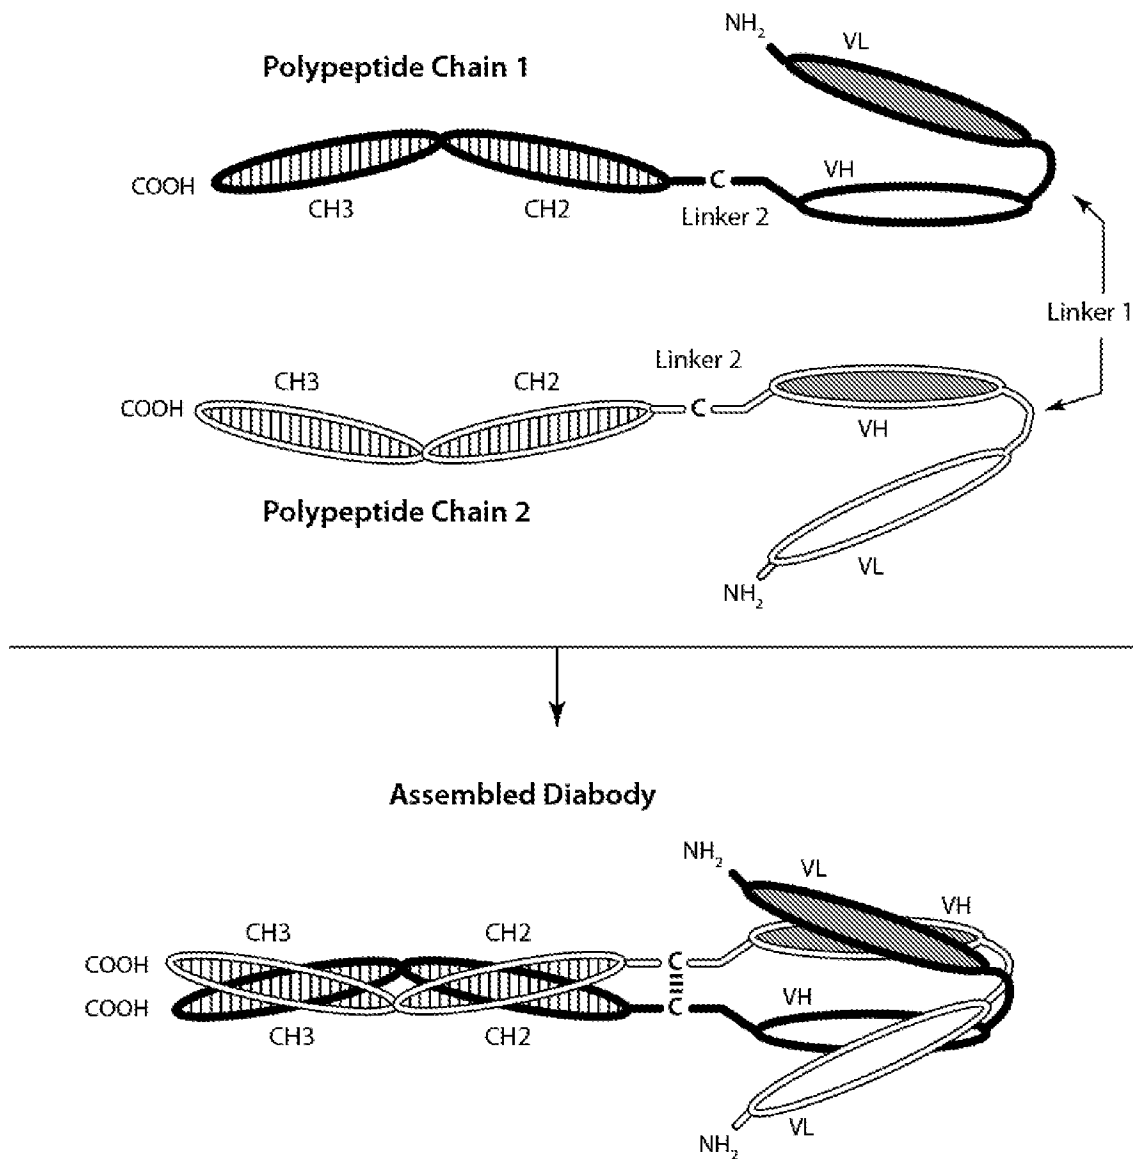 NH2
VL
Polypeptide Chain 1
COOH
CH3
CH2
C
Linker 2
VH
Linker 1
Linker 2
CH3
CH2
COOH
C
VH
Polypeptide Chain 2
VL
NH2
Assembled Diabody
NH2
VL
VH
CH3
CH2
COOH
C
COOH
C
VH
CH3
CH2
VL
NH2